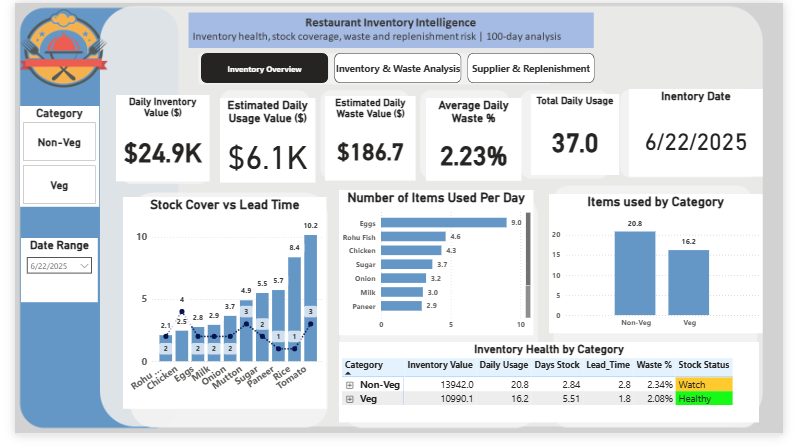 Restaurant Inventory Intelligence
Inventory health, stock coverage, waste and replenishment risk | 100-day analysis
Inventory Overview
Inventory & Waste Analysis
Supplier & Replenishment
Category
Non-Veg
Veg
Date Range
6/22/2025
Daily Inventory
Value ($)
$24.9K
Estimated Daily
Usage Value ($)
$6.1K
Estimated Daily
Waste Value ($)
$186.7
Average Daily
Waste %
2.23%
Total Daily Usage
37.0
Inentory Date
6/22/2025
Stock Cover vs Lead Time
10
5
0
2.1 2.5 2.8 2.9 3.7 4.9 5.5 5.7 8.4 10.2
2 4 2 2 2 3 2 1 1 3
Rohu ... Chicken Eggs Milk Onion Mutton Sugar Paneer Rice Tomato
Number of Items Used Per Day
Eggs 9.0
Rohu Fish 4.6
Chicken 4.3
Sugar 3.7
Onion 3.2
Milk 3.0
Paneer 2.9
0 5 10
Items used by Category
20
15
10
5
0
20.8 16.2
Non-Veg Veg
Inventory Health by Category
Category Inventory Value Daily Usage Days Stock Lead_Time Waste % Stock Status
Non-Veg 13942.0 20.8 2.84 2.8 2.34% Watch
Veg 10990.1 16.2 5.51 1.8 2.08% Healthy